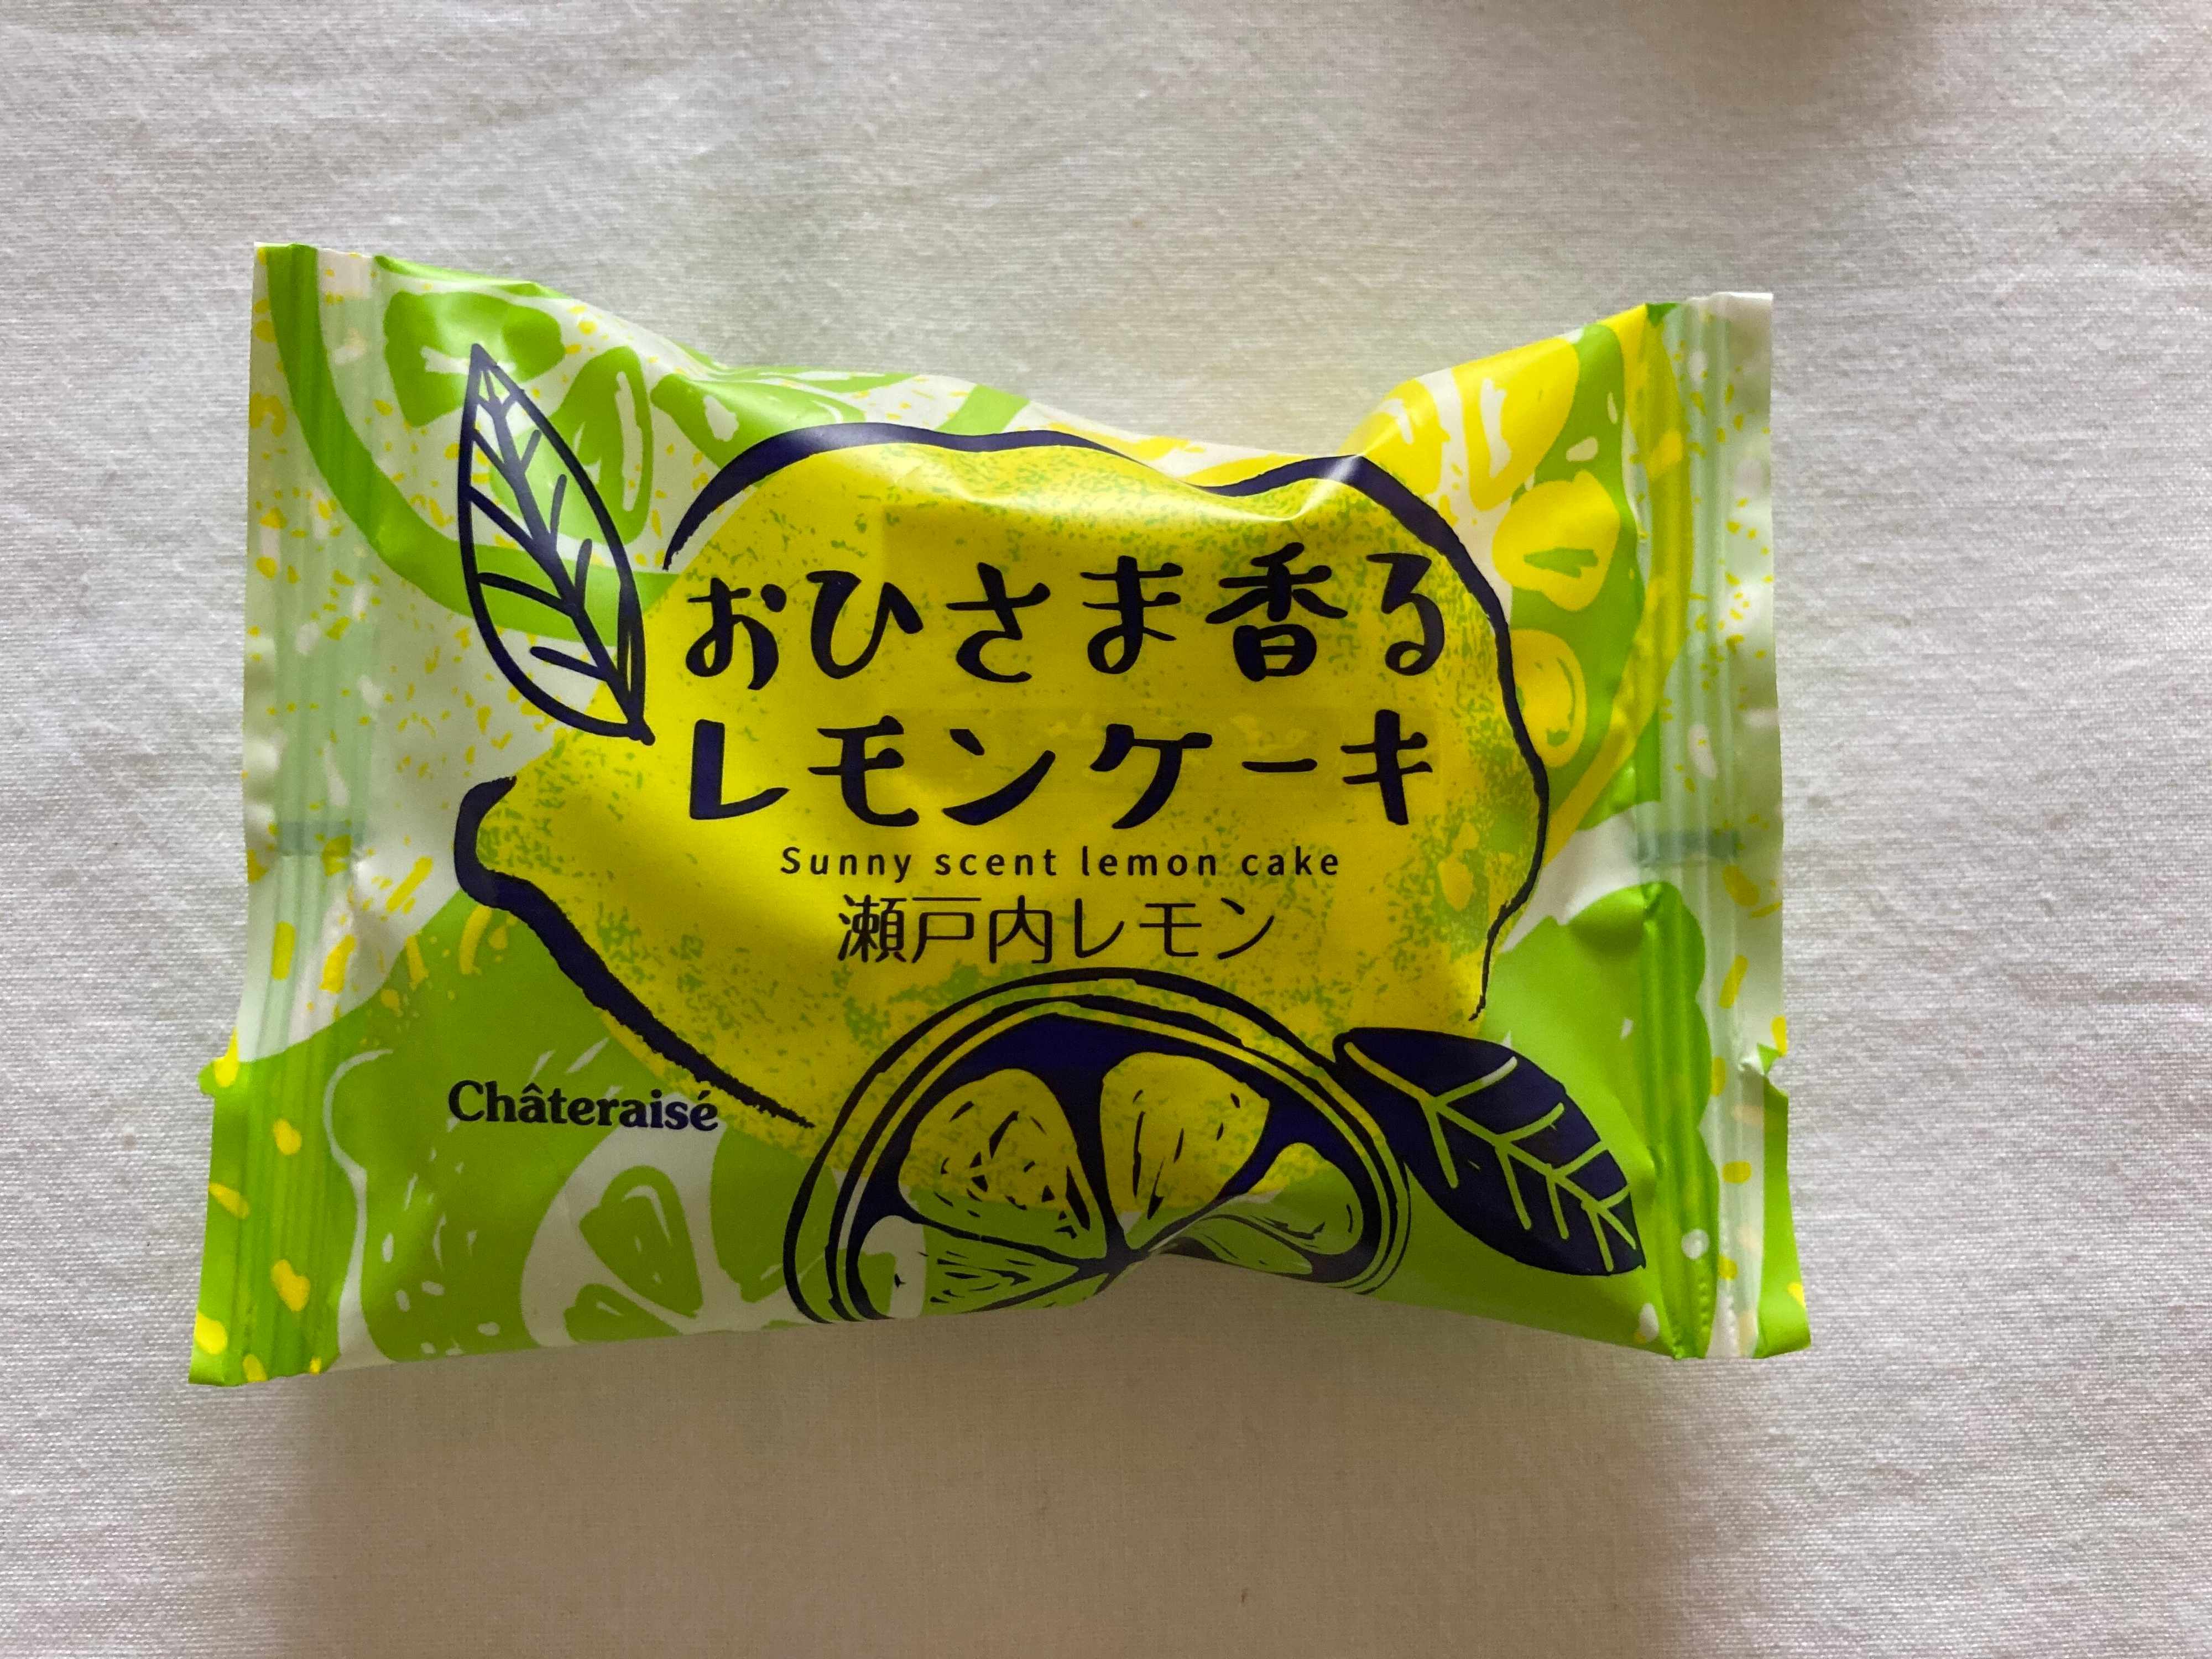 おひさま香る
レモンケーキ
Sunny scent lemon cake
瀬戸内レモン
Châteraisé